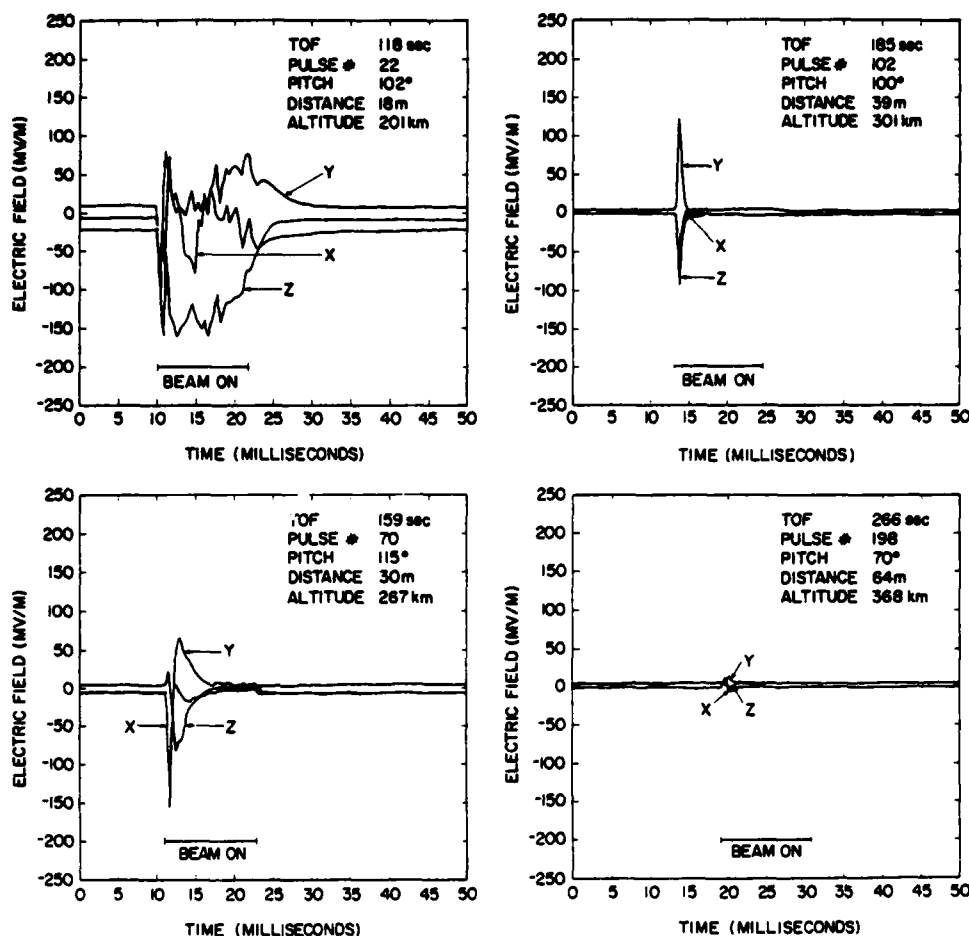 TOF 118 sec
PULSE # 22
PITCH 102°
DISTANCE 18m
ALTITUDE 201 km
ELECTRIC FIELD (MV/M)
250
200
150
100
50
0
-50
-100
-150
-200
-250
Y
X
Z
BEAM ON
0 5 10 15 20 25 30 35 40 45 50
TIME (MILLISECONDS)
TOF 185 sec
PULSE # 102
PITCH 100°
DISTANCE 39m
ALTITUDE 301 km
ELECTRIC FIELD (MV/M)
250
200
150
100
50
0
-50
-100
-150
-200
-250
Y
X
Z
BEAM ON
0 5 10 15 20 25 30 35 40 45 50
TIME (MILLISECONDS)
TOF 159 sec
PULSE # 70
PITCH 115°
DISTANCE 30m
ALTITUDE 267 km
ELECTRIC FIELD (MV/M)
250
200
150
100
50
0
-50
-100
-150
-200
-250
Y
X Z
BEAM ON
0 5 10 15 20 25 30 35 40 45 50
TIME (MILLISECONDS)
TOF 266 sec
PULSE # 198
PITCH 70°
DISTANCE 64m
ALTITUDE 368 km
ELECTRIC FIELD (MV/M)
250
200
150
100
50
0
-50
-100
-150
-200
-250
Y
X Z
BEAM ON
0 5 10 15 20 25 30 35 40 45 50
TIME (MILLISECONDS)